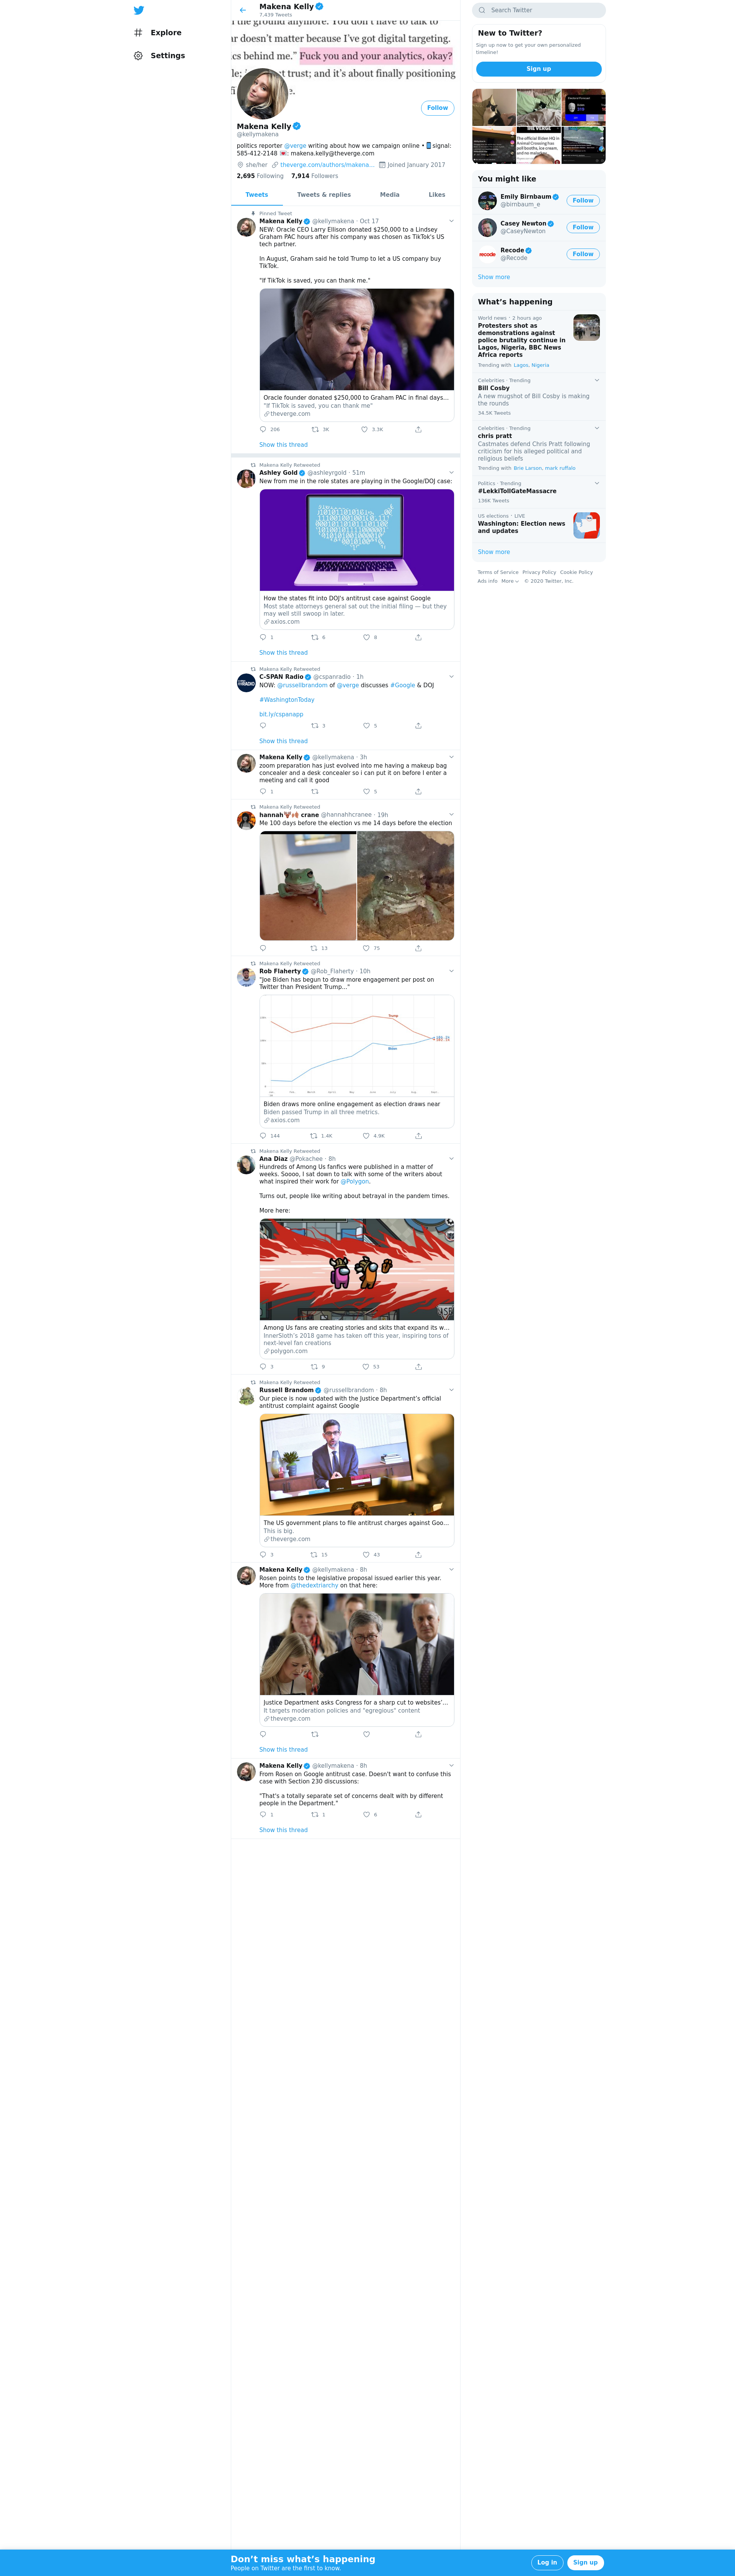 Explore
Settings
Makena Kelly
7,439 Tweets
the ground anymore. You don't have to talk to
doesn't matter because I've got digital targeting.
cs behind me." Fuck you and your analytics, okay?
trust; and it's about finally positioning
Follow
Makena Kelly
@kellymakena
politics reporter @verge writing about how we campaign online • signal:
585-412-2148 : makena.kelly@theverge.com
she/her theverge.com/authors/makena… Joined January 2017
2,695 Following 7,914 Followers
Tweets Tweets & replies Media Likes
Pinned Tweet
Makena Kelly @kellymakena · Oct 17
NEW: Oracle CEO Larry Ellison donated $250,000 to a Lindsey
Graham PAC hours after his company was chosen as TikTok's US
tech partner.
In August, Graham said he told Trump to let a US company buy
TikTok.
"If TikTok is saved, you can thank me."
Oracle founder donated $250,000 to Graham PAC in final days…
"If TikTok is saved, you can thank me"
theverge.com
206 3K 3.3K
Show this thread
Makena Kelly Retweeted
Ashley Gold @ashleyrgold · 51m
New from me in the role states are playing in the Google/DOJ case:
How the states fit into DOJ's antitrust case against Google
Most state attorneys general sat out the initial filing — but they
may well still swoop in later.
axios.com
1 6 8
Show this thread
Makena Kelly Retweeted
C-SPAN Radio @cspanradio · 1h
NOW: @russellbrandom of @verge discusses #Google & DOJ
#WashingtonToday
bit.ly/cspanapp
3 5
Show this thread
Makena Kelly @kellymakena · 3h
zoom preparation has just evolved into me having a makeup bag
concealer and a desk concealer so i can put it on before I enter a
meeting and call it good
1 5
Makena Kelly Retweeted
hannah crane @hannahhcranee · 19h
Me 100 days before the election vs me 14 days before the election
13 75
Makena Kelly Retweeted
Rob Flaherty @Rob_Flaherty · 10h
"Joe Biden has begun to draw more engagement per post on
Twitter than President Trump..."
Trump
Biden
Biden draws more online engagement as election draws near
Biden passed Trump in all three metrics.
axios.com
144 1.4K 4.9K
Makena Kelly Retweeted
Ana Diaz @Pokachee · 8h
Hundreds of Among Us fanfics were published in a matter of
weeks. Soooo, I sat down to talk with some of the writers about
what inspired their work for @Polygon.
Turns out, people like writing about betrayal in the pandem times.
More here:
Among Us fans are creating stories and skits that expand its w…
InnerSloth's 2018 game has taken off this year, inspiring tons of
next-level fan creations
polygon.com
3 9 53
Makena Kelly Retweeted
Russell Brandom @russellbrandom · 8h
Our piece is now updated with the Justice Department's official
antitrust complaint against Google
The US government plans to file antitrust charges against Goo…
This is big.
theverge.com
3 15 43
Makena Kelly @kellymakena · 8h
Rosen points to the legislative proposal issued earlier this year.
More from @thedextriarchy on that here:
Justice Department asks Congress for a sharp cut to websites'…
It targets moderation policies and "egregious" content
theverge.com
Show this thread
Makena Kelly @kellymakena · 8h
From Rosen on Google antitrust case. Doesn't want to confuse this
case with Section 230 discussions:
"That's a totally separate set of concerns dealt with by different
people in the Department."
1 1 6
Show this thread
Search Twitter
New to Twitter?
Sign up now to get your own personalized
timeline!
Sign up
You might like
Emily Birnbaum
@birnbaum_e
Follow
Casey Newton
@CaseyNewton
Follow
Recode
@Recode
Follow
Show more
What's happening
World news · 2 hours ago
Protesters shot as
demonstrations against
police brutality continue in
Lagos, Nigeria, BBC News
Africa reports
Trending with Lagos, Nigeria
Celebrities · Trending
Bill Cosby
A new mugshot of Bill Cosby is making
the rounds
34.5K Tweets
Celebrities · Trending
chris pratt
Castmates defend Chris Pratt following
criticism for his alleged political and
religious beliefs
Trending with Brie Larson, mark ruffalo
Politics · Trending
#LekkiTollGateMassacre
136K Tweets
US elections · LIVE
Washington: Election news
and updates
Show more
Terms of Service Privacy Policy Cookie Policy
Ads info More © 2020 Twitter, Inc.
Don't miss what's happening
People on Twitter are the first to know.
Log in Sign up